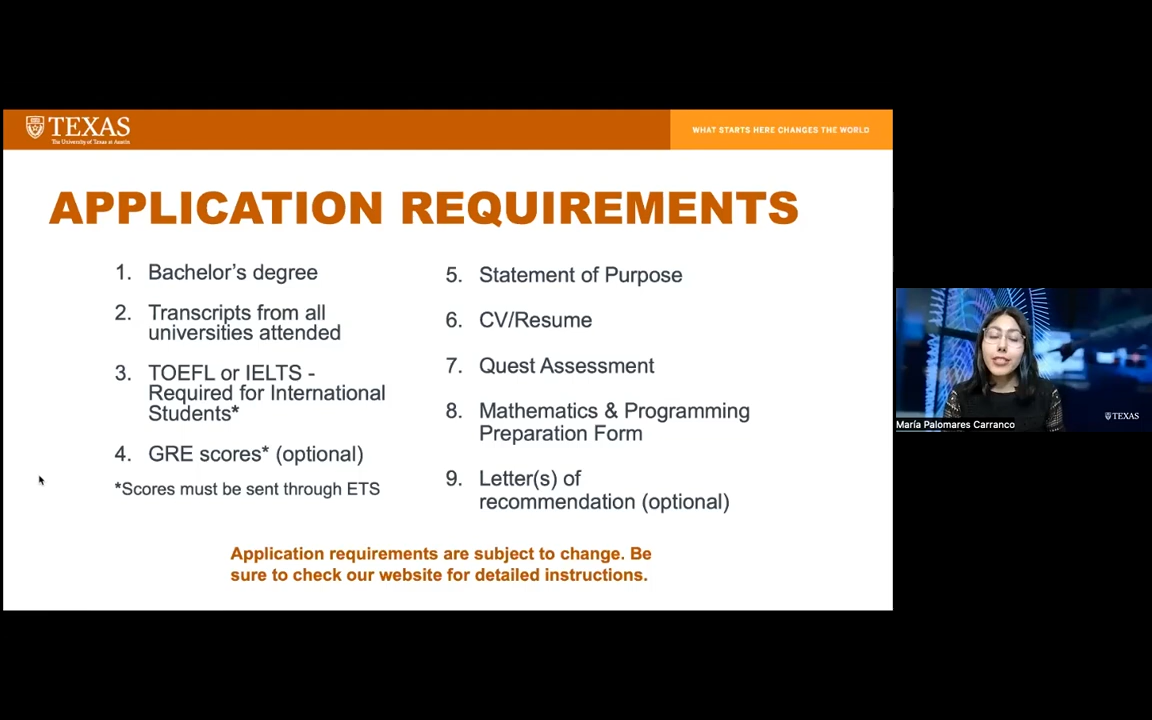 TEXAS
The University of Texas at Austin
WHAT STARTS HERE CHANGES THE WORLD
APPLICATION REQUIREMENTS
1. Bachelor’s degree
2. Transcripts from all
universities attended
3. TOEFL or IELTS -
Required for International
Students*
4. GRE scores* (optional)
*Scores must be sent through ETS
5. Statement of Purpose
6. CV/Resume
7. Quest Assessment
8. Mathematics & Programming
Preparation Form
9. Letter(s) of
recommendation (optional)
Application requirements are subject to change. Be
sure to check our website for detailed instructions.
TEXAS
María Palomares Carranco